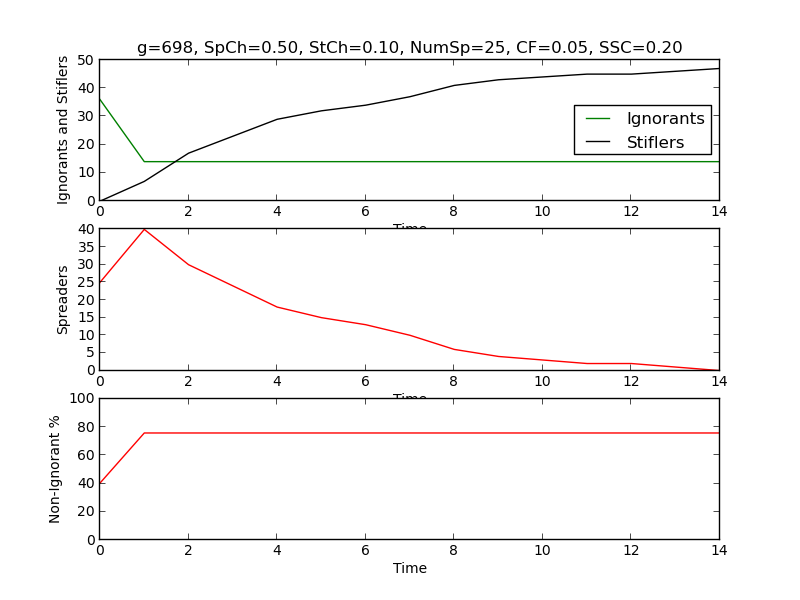 g=698, SpCh=0.50, StCh=0.10, NumSp=25, CF=0.05, SSC=0.20
Ignorants and Stiflers
50
40
30
20
10
0
Ignorants
Stiflers
0 2 4 6 8 10 12 14
Time
Spreaders
40
35
30
25
20
15
10
5
0
0 2 4 6 8 10 12 14
Time
Non-Ignorant %
100
80
60
40
20
0
0 2 4 6 8 10 12 14
Time